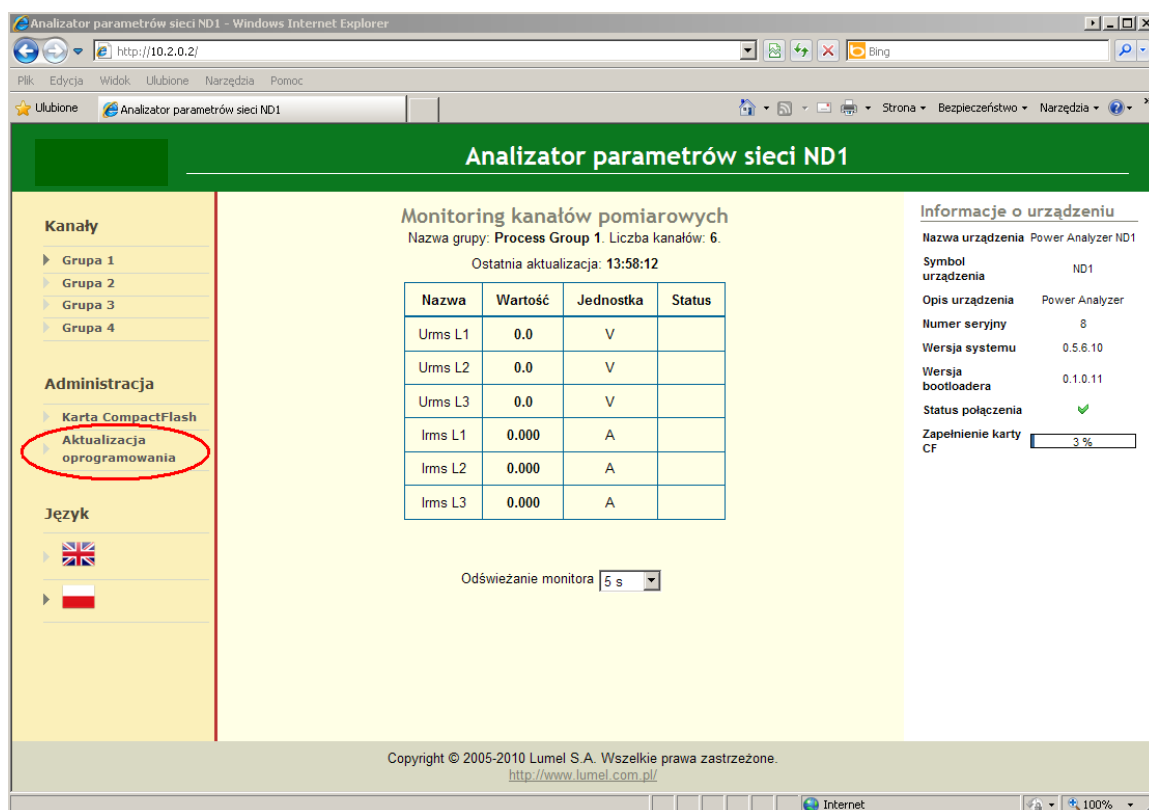 Analizator parametrów sieci ND1 - Windows Internet Explorer
http://10.2.0.2/
Bing
Plik Edycja Widok Ulubione Narzędzia Pomoc
Ulubione
Analizator parametrów sieci ND1
Strona
Bezpieczeństwo
Narzędzia
Analizator parametrów sieci ND1
Kanały
Grupa 1
Grupa 2
Grupa 3
Grupa 4
Administracja
Karta CompactFlash
Aktualizacja
oprogramowania
Język
Monitoring kanałów pomiarowych
Nazwa grupy: Process Group 1. Liczba kanałów: 6.
Ostatnia aktualizacja: 13:58:12
Nazwa Wartość Jednostka Status
Urms L1 0.0 V
Urms L2 0.0 V
Urms L3 0.0 V
Irms L1 0.000 A
Irms L2 0.000 A
Irms L3 0.000 A
Odświeżanie monitora 5 s
Informacje o urządzeniu
Nazwa urządzenia Power Analyzer ND1
Symbol
urządzenia ND1
Opis urządzenia Power Analyzer
Numer seryjny 8
Wersja systemu 0.5.6.10
Wersja
bootloadera 0.1.0.11
Status połączenia
Zapełnienie karty
CF 3 %
Copyright © 2005-2010 Lumel S.A. Wszelkie prawa zastrzeżone.
http://www.lumel.com.pl/
Internet
100%